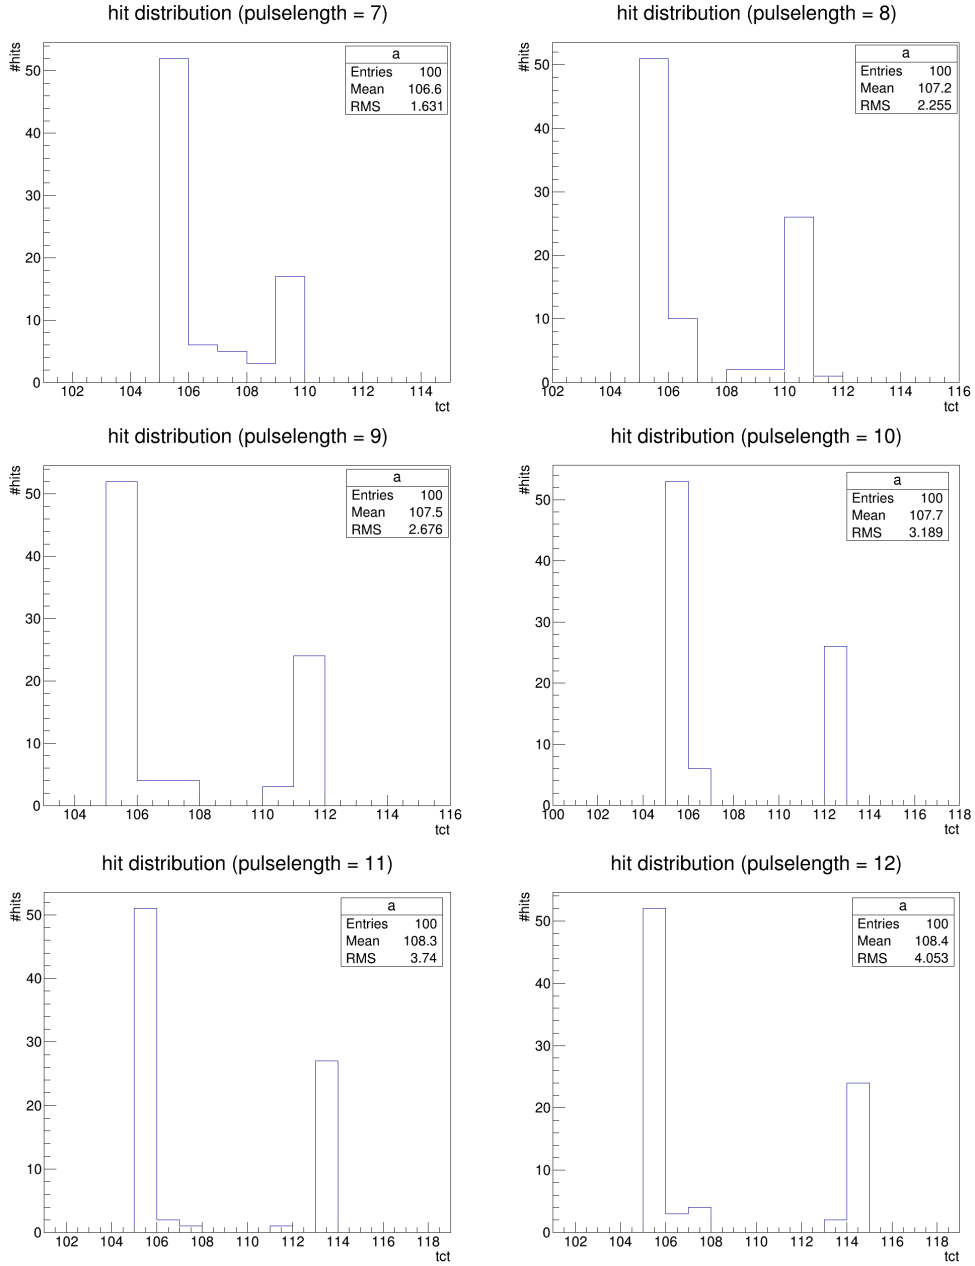 hit distribution (pulselength = 7)
#hits
50
40
30
20
10
0
102 104 106 108 110 112 114
tct
a
Entries 100
Mean 106.6
RMS 1.631
hit distribution (pulselength = 8)
#hits
50
40
30
20
10
0
102 104 106 108 110 112 114 116
tct
a
Entries 100
Mean 107.2
RMS 2.255
hit distribution (pulselength = 9)
#hits
50
40
30
20
10
0
104 106 108 110 112 114 116
tct
a
Entries 100
Mean 107.5
RMS 2.676
hit distribution (pulselength = 10)
#hits
50
40
30
20
10
0
100 102 104 106 108 110 112 114 116 118
tct
a
Entries 100
Mean 107.7
RMS 3.189
hit distribution (pulselength = 11)
#hits
50
40
30
20
10
0
102 104 106 108 110 112 114 116 118
tct
a
Entries 100
Mean 108.3
RMS 3.74
hit distribution (pulselength = 12)
#hits
50
40
30
20
10
0
102 104 106 108 110 112 114 116 118
tct
a
Entries 100
Mean 108.4
RMS 4.053